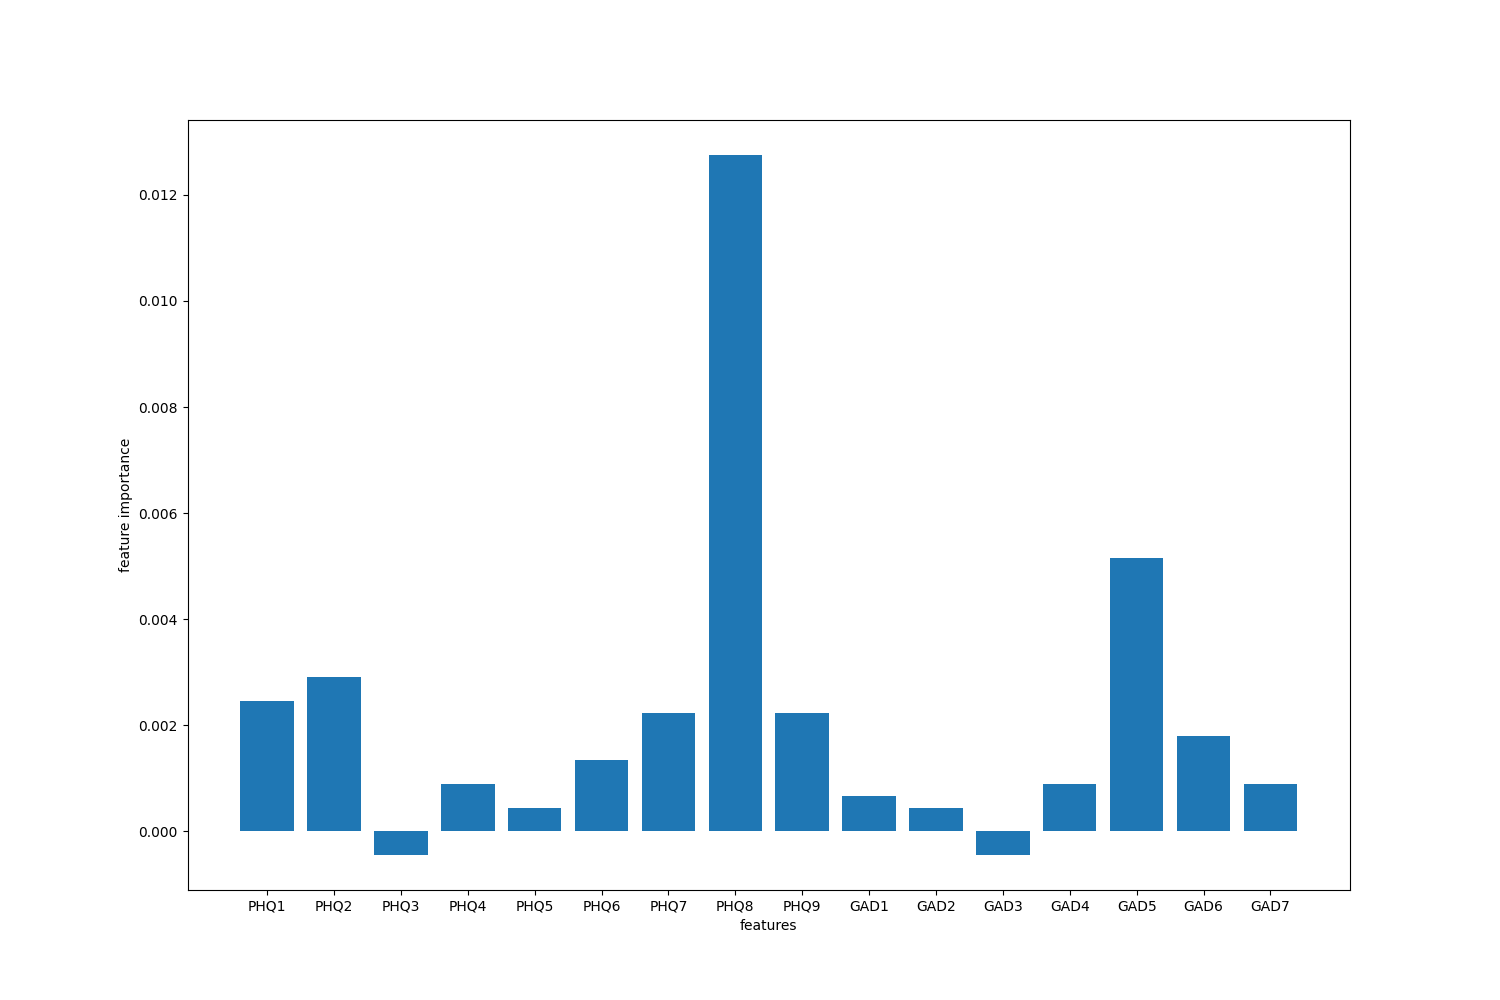 0.012
0.010
0.008
0.006
0.004
0.002
0.000
feature importance
PHQ1 PHQ2 PHQ3 PHQ4 PHQ5 PHQ6 PHQ7 PHQ8 PHQ9 GAD1 GAD2 GAD3 GAD4 GAD5 GAD6 GAD7
features